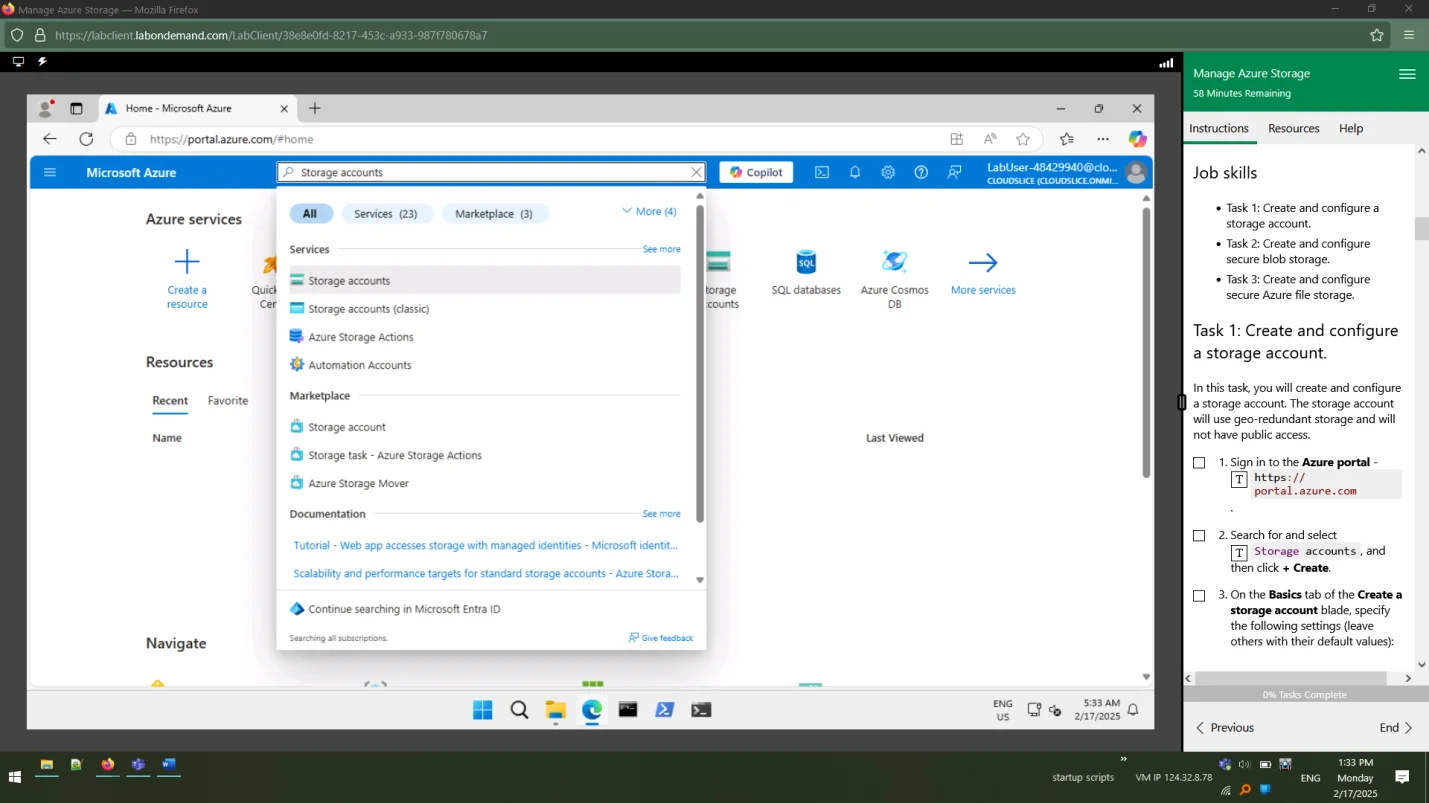 Manage Azure Storage — Mozilla Firefox
https://labclient.labondemand.com/LabClient/38e8e0fd-8217-453c-a933-987f780678a7
Home - Microsoft Azure
https://portal.azure.com/#home
Microsoft Azure
Storage accounts
Copilot
LabUser-48429940@clo...
CLOUDSLICE (CLOUDSLICE.ONMI...
Azure services
Create a
resource
Quick
Cen
torage
counts
SQL databases
Azure Cosmos
DB
More services
All
Services (23)
Marketplace (3)
More (4)
Services
See more
Storage accounts
Storage accounts (classic)
Azure Storage Actions
Automation Accounts
Marketplace
Storage account
Storage task - Azure Storage Actions
Azure Storage Mover
Documentation
See more
Tutorial - Web app accesses storage with managed identities - Microsoft identit...
Scalability and performance targets for standard storage accounts - Azure Stora...
Continue searching in Microsoft Entra ID
Searching all subscriptions.
Give feedback
Resources
Recent
Favorite
Name
Last Viewed
Navigate
ENG
US
5:33 AM
2/17/2025
Manage Azure Storage
58 Minutes Remaining
Instructions
Resources
Help
Job skills
• Task 1: Create and configure a
storage account.
• Task 2: Create and configure
secure blob storage.
• Task 3: Create and configure
secure Azure file storage.
Task 1: Create and configure
a storage account.
In this task, you will create and configure
a storage account. The storage account
will use geo-redundant storage and will
not have public access.
1. Sign in to the Azure portal -
T https://
portal.azure.com
.
2. Search for and select
T Storage accounts, and
then click + Create.
3. On the Basics tab of the Create a
storage account blade, specify
the following settings (leave
others with their default values):
0% Tasks Complete
Previous
End
startup scripts
VM IP 124.32.8.78
ENG
1:33 PM
Monday
2/17/2025